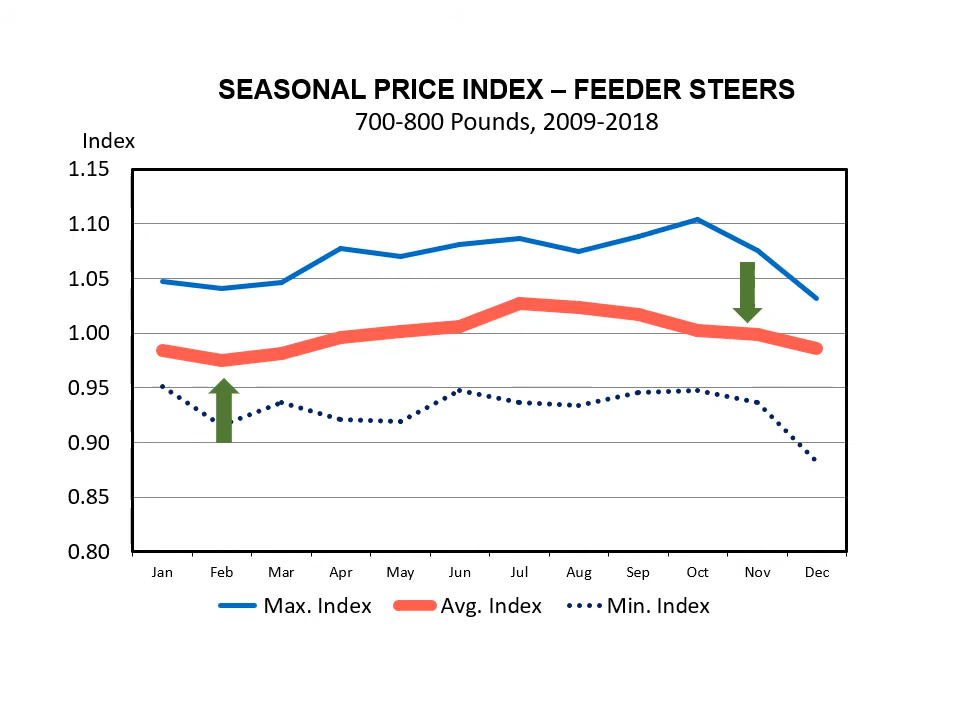 SEASONAL PRICE INDEX – FEEDER STEERS
700-800 Pounds, 2009-2018
Index
1.15
1.10
1.05
1.00
0.95
0.90
0.85
0.80
Jan Feb Mar Apr May Jun Jul Aug Sep Oct Nov Dec
Max. Index Avg. Index Min. Index